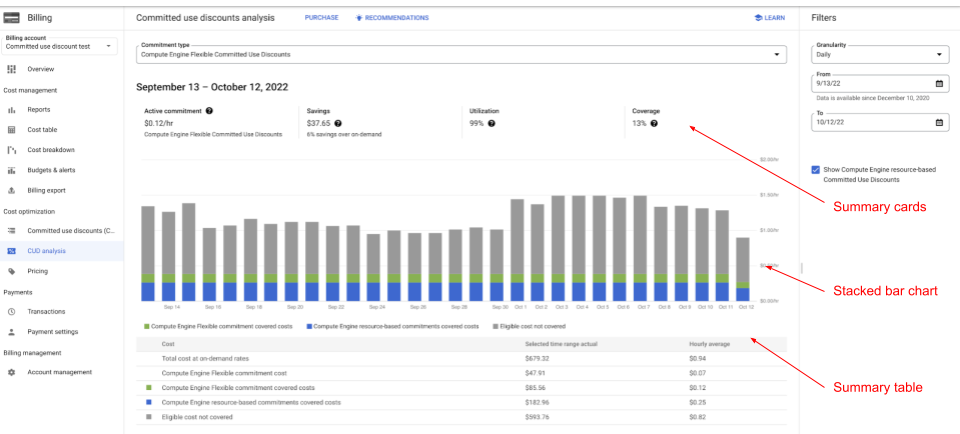 Billing
Committed use discounts analysis
PURCHASE
RECOMMENDATIONS
LEARN
Filters
Billing account
Committed use discount test
Overview
Cost management
Reports
Cost table
Cost breakdown
Budgets & alerts
Billing export
Cost optimization
Committed use discounts (C...
CUD analysis
Pricing
Payments
Transactions
Payment settings
Billing management
Account management
Commitment type
Compute Engine Flexible Committed Use Discounts
September 13 – October 12, 2022
Active commitment
$0.12/hr
Compute Engine Flexible Committed Use Discounts
Savings
$37.65
6% savings over on-demand
Utilization
99%
Coverage
13%
$2.00/hr
$1.50/hr
$1.00/hr
$0.50/hr
$0.00/hr
Sep 14 Sep 16 Sep 18 Sep 20 Sep 22 Sep 24 Sep 26 Sep 28 Sep 30 Oct 1 Oct 2 Oct 3 Oct 4 Oct 5 Oct 6 Oct 7 Oct 8 Oct 9 Oct 10 Oct 11 Oct 12
Compute Engine Flexible commitment covered costs
Compute Engine resource-based commitments covered costs
Eligible cost not covered
Cost Selected time range actual Hourly average
Total cost at on-demand rates $679.32 $0.94
Compute Engine Flexible commitment cost $47.91 $0.07
Compute Engine Flexible commitment covered costs $85.56 $0.12
Compute Engine resource-based commitments covered costs $182.96 $0.25
Eligible cost not covered $593.76 $0.82
Granularity
Daily
From
9/13/22
Data is available since December 10, 2020
To
10/12/22
Show Compute Engine resource-based
Committed Use Discounts
Summary cards
Stacked bar chart
Summary table